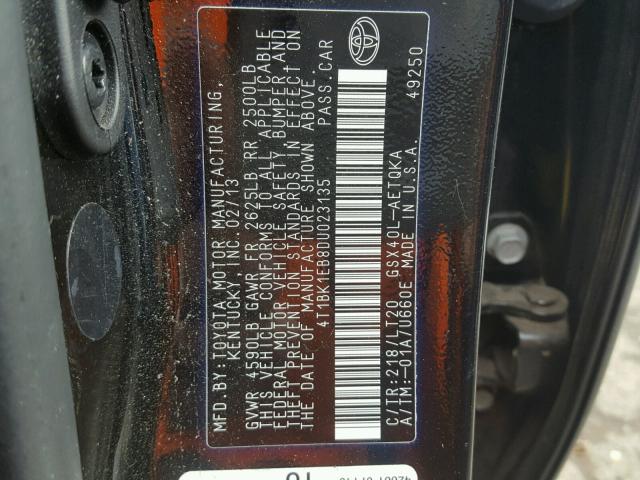 MFD.BY:TOYOTA MOTOR MANUFACTURING,
KENTUCKY, INC. 02/13
GVWR 4590LB GAWR FR 2625LB RR 2500LB
THIS VEHICLE CONFORMS TO ALL APPLICABLE
FEDERAL MOTOR VEHICLE SAFETY, BUMPER AND
THEFT PREVENTION STANDARDS IN EFFECT ON
THE DATE OF MANUFACTURE SHOWN ABOVE.
4T1BK1EB8DU023135 PASS.CAR
C/TR:218/LT20 GSX40L-AETQKA
A/TM:-01A/U660E MADE IN U.S.A.
49250